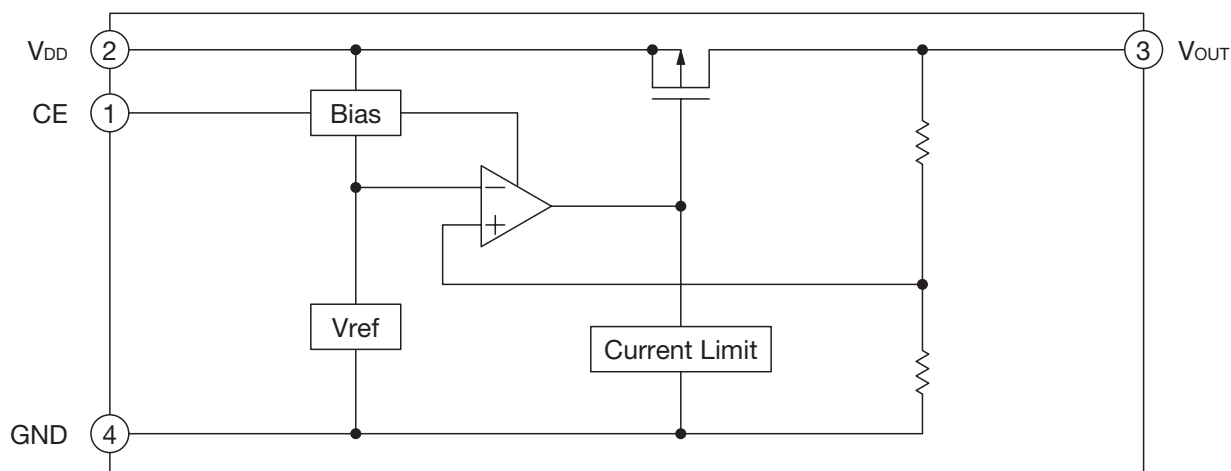 VDD 2
3 VOUT
CE 1
Bias
−
+
Vref
Current Limit
GND 4